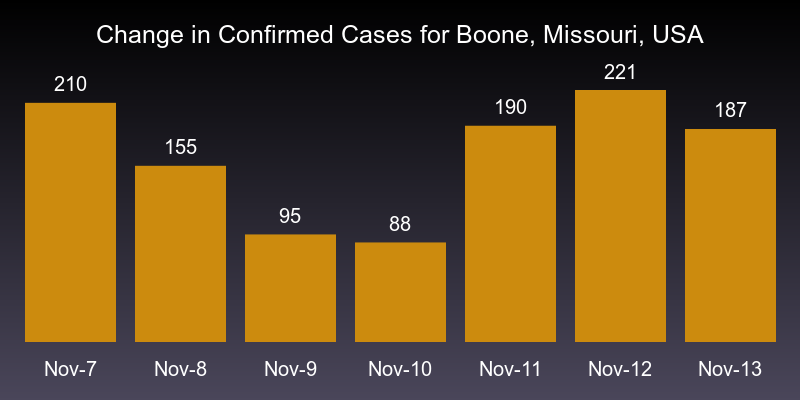 Change in Confirmed Cases for Boone, Missouri, USA
210 155 95 88 190 221 187
Nov-7 Nov-8 Nov-9 Nov-10 Nov-11 Nov-12 Nov-13